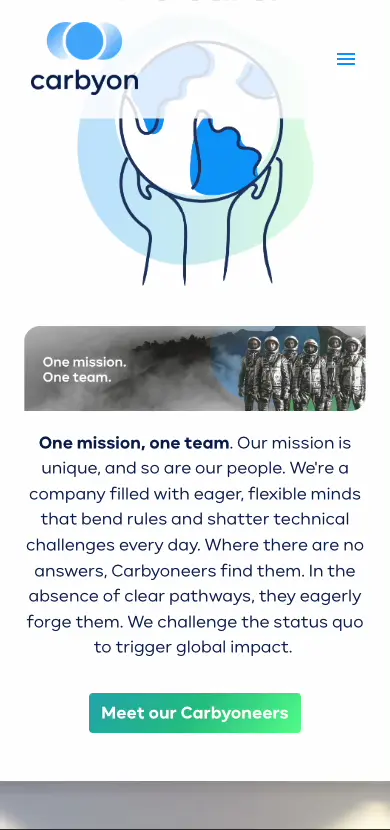 carbyon
One mission.
One team.
One mission, one team. Our mission is
unique, and so are our people. We're a
company filled with eager, flexible minds
that bend rules and shatter technical
challenges every day. Where there are no
answers, Carbyoneers find them. In the
absence of clear pathways, they eagerly
forge them. We challenge the status quo
to trigger global impact.
Meet our Carbyoneers